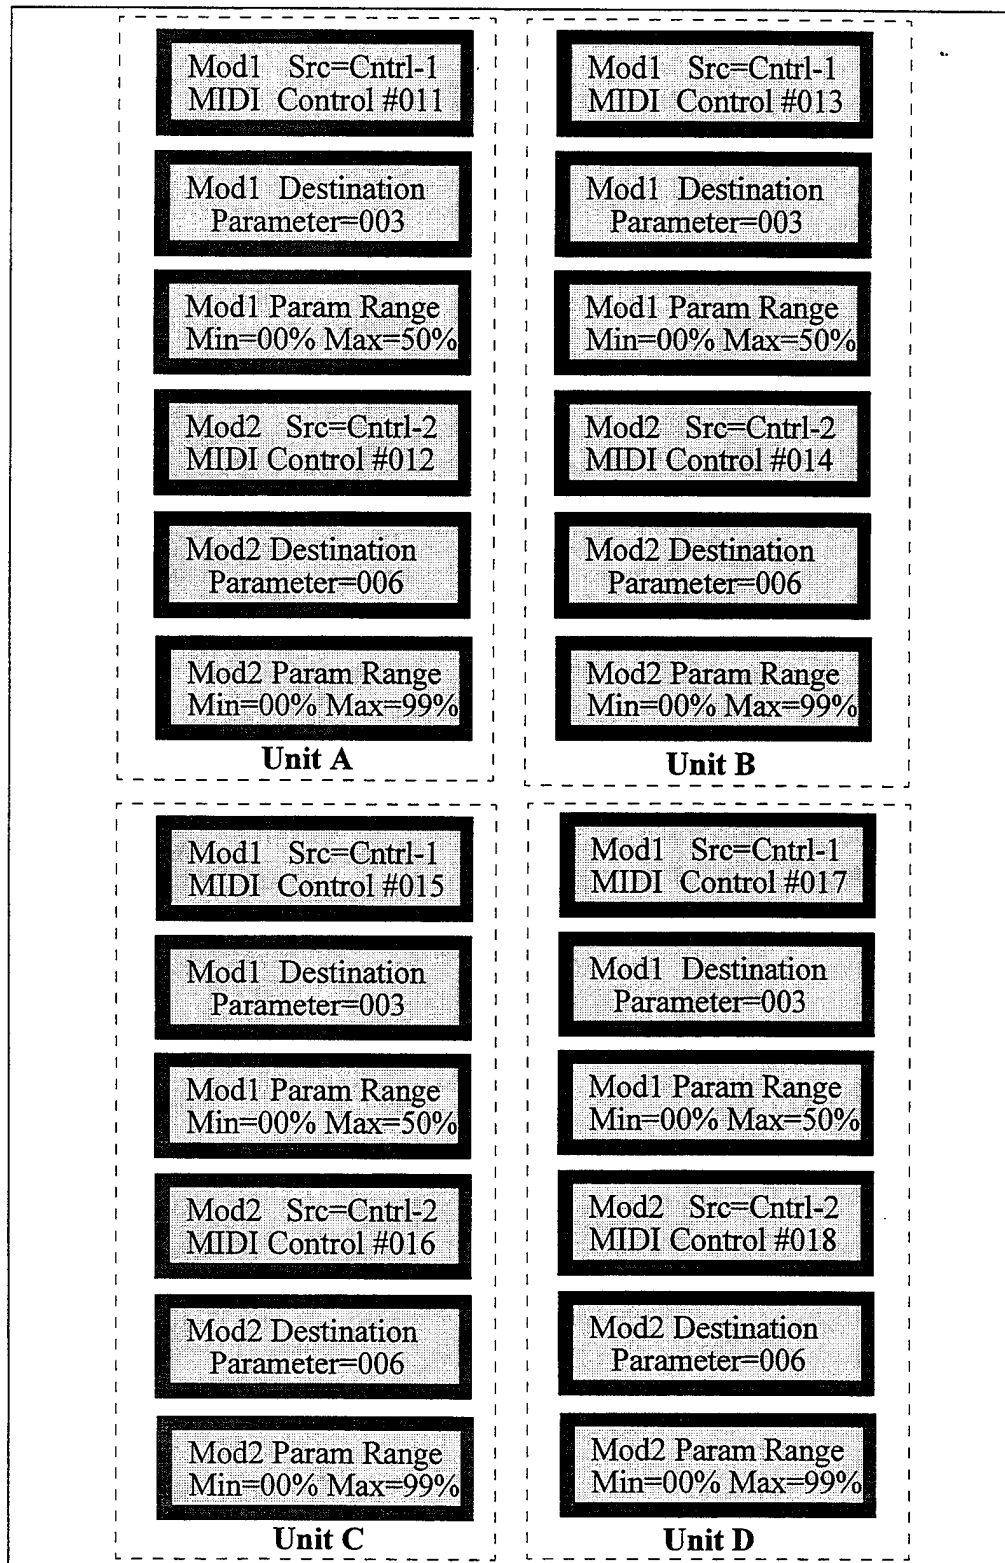 Mod1 Src=Cntrl-1
MIDI Control #011
Mod1 Destination
Parameter=003
Mod1 Param Range
Min=00% Max=50%
Mod2 Src=Cntrl-2
MIDI Control #012
Mod2 Destination
Parameter=006
Mod2 Param Range
Min=00% Max=99%
Unit A
Mod1 Src=Cntrl-1
MIDI Control #013
Mod1 Destination
Parameter=003
Mod1 Param Range
Min=00% Max=50%
Mod2 Src=Cntrl-2
MIDI Control #014
Mod2 Destination
Parameter=006
Mod2 Param Range
Min=00% Max=99%
Unit B
Mod1 Src=Cntrl-1
MIDI Control #015
Mod1 Destination
Parameter=003
Mod1 Param Range
Min=00% Max=50%
Mod2 Src=Cntrl-2
MIDI Control #016
Mod2 Destination
Parameter=006
Mod2 Param Range
Min=00% Max=99%
Unit C
Mod1 Src=Cntrl-1
MIDI Control #017
Mod1 Destination
Parameter=003
Mod1 Param Range
Min=00% Max=50%
Mod2 Src=Cntrl-2
MIDI Control #018
Mod2 Destination
Parameter=006
Mod2 Param Range
Min=00% Max=99%
Unit D